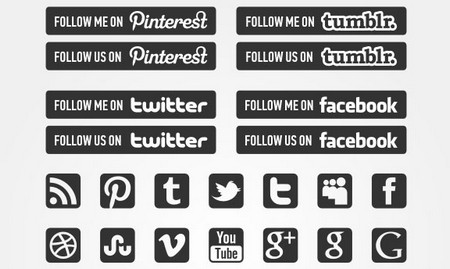 FOLLOW ME ON Pinterest
FOLLOW ME ON tumblr.
FOLLOW US ON Pinterest
FOLLOW US ON tumblr.
FOLLOW ME ON twitter
FOLLOW ME ON facebook
FOLLOW US ON twitter
FOLLOW US ON facebook
P t t f
V You Tube g+ g G